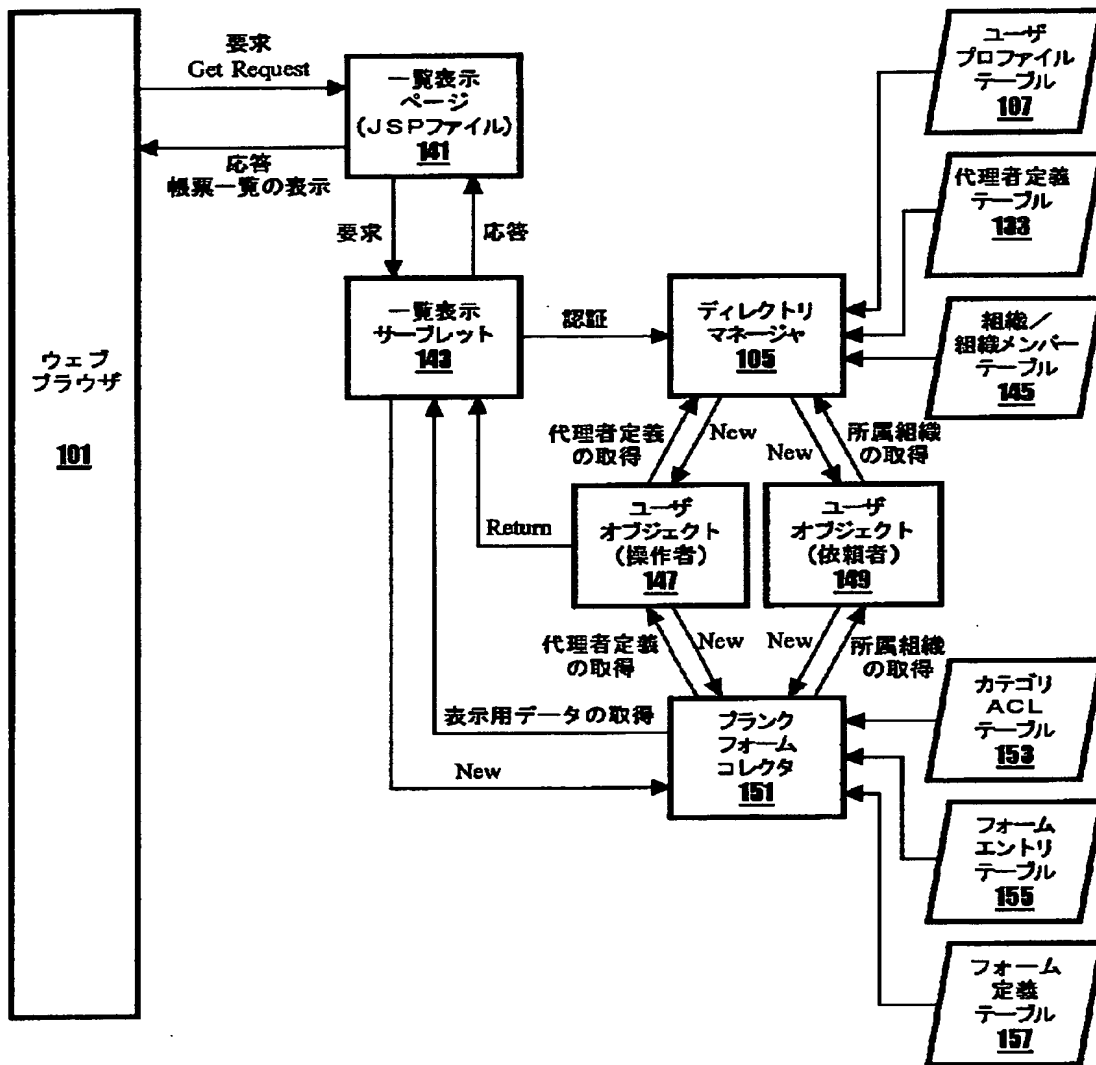 要求
Get Request
応答
帳票一覧の表示
ウェブ
ブラウザ
101
一覧表示
ページ
(JSPファイル)
141
要求
応答
一覧表示
サーブレット
143
認証
ディレクトリ
マネージャ
105
ユーザ
プロファイル
テーブル
107
代理者定義
テーブル
133
組織／
組織メンバー
テーブル
145
代理者定義
の取得
New
New
所属組織
の取得
Return
ユーザ
オブジェクト
(操作者)
147
ユーザ
オブジェクト
(依頼者)
149
代理者定義
の取得
New
New
所属組織
の取得
表示用データの取得
New
ブランク
フォーム
コレクタ
151
カテゴリ
ACL
テーブル
153
フォーム
エントリ
テーブル
155
フォーム
定義
テーブル
157